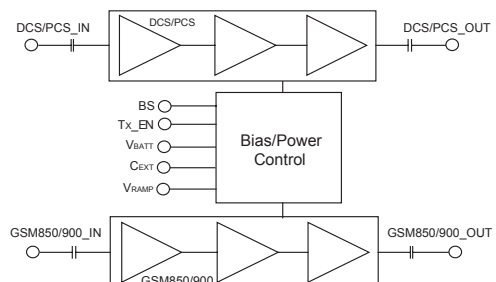 DCS/PCS_IN
DCS/PCS
DCS/PCS_OUT
BS
Tx_EN
VBATT
CEXT
VRAMP
Bias/Power
Control
GSM850/900_IN
GSM850/900
GSM850/900_OUT